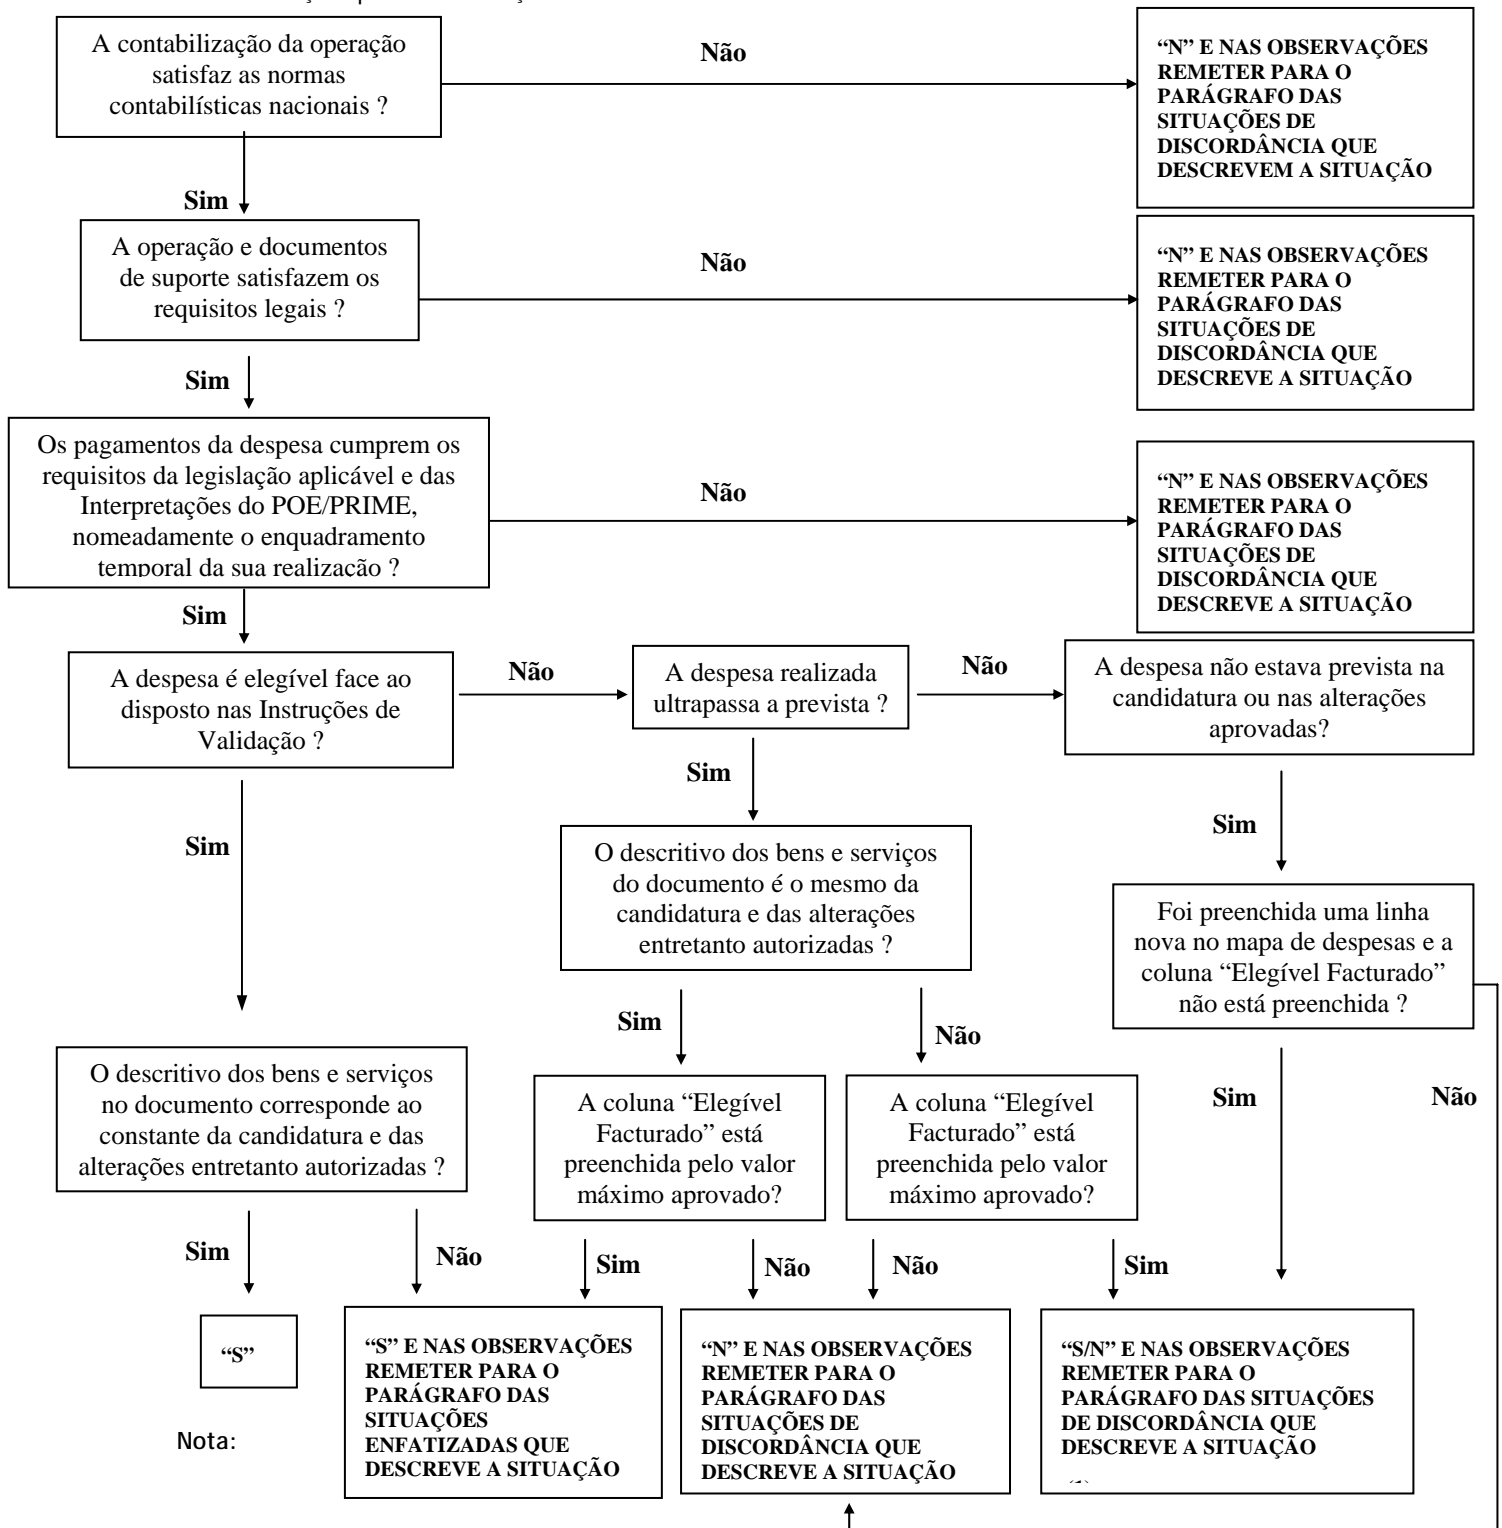 A contabilização da operação
satisfaz as normas
contabilísticas nacionais ?
Não
“N” E NAS OBSERVAÇÕES
REMETER PARA O
PARÁGRAFO DAS
SITUAÇÕES DE
DISCORDÂNCIA QUE
DESCREVEM A SITUAÇÃO
Sim
A operação e documentos
de suporte satisfazem os
requisitos legais ?
Não
“N” E NAS OBSERVAÇÕES
REMETER PARA O
PARÁGRAFO DAS
SITUAÇÕES DE
DISCORDÂNCIA QUE
DESCREVE A SITUAÇÃO
Sim
Os pagamentos da despesa cumprem os
requisitos da legislação aplicável e das
Interpretações do POE/PRIME,
nomeadamente o enquadramento
temporal da sua realização ?
Não
“N” E NAS OBSERVAÇÕES
REMETER PARA O
PARÁGRAFO DAS
SITUAÇÕES DE
DISCORDÂNCIA QUE
DESCREVE A SITUAÇÃO
Sim
A despesa é elegível face ao
disposto nas Instruções de
Validação ?
Não
A despesa realizada
ultrapassa a prevista ?
Não
A despesa não estava prevista na
candidatura ou nas alterações
aprovadas?
Sim
Sim
Sim
O descritivo dos bens e serviços
do documento é o mesmo da
candidatura e das alterações
entretanto autorizadas ?
Foi preenchida uma linha
nova no mapa de despesas e a
coluna “Elegível Facturado”
não está preenchida ?
Sim
Não
O descritivo dos bens e serviços
no documento corresponde ao
constante da candidatura e das
alterações entretanto autorizadas ?
A coluna “Elegível
Facturado” está
preenchida pelo valor
máximo aprovado?
A coluna “Elegível
Facturado” está
preenchida pelo valor
máximo aprovado?
Sim
Não
Sim
Não
Sim
Não
Não
Sim
“S”
“S” E NAS OBSERVAÇÕES
REMETER PARA O
PARÁGRAFO DAS
SITUAÇÕES
ENFATIZADAS QUE
DESCREVE A SITUAÇÃO
“N” E NAS OBSERVAÇÕES
REMETER PARA O
PARÁGRAFO DAS
SITUAÇÕES DE
DISCORDÂNCIA QUE
DESCREVE A SITUAÇÃO
“S/N” E NAS OBSERVAÇÕES
REMETER PARA O
PARÁGRAFO DAS SITUAÇÕES
DE DISCORDÂNCIA QUE
DESCREVE A SITUAÇÃO
Nota: